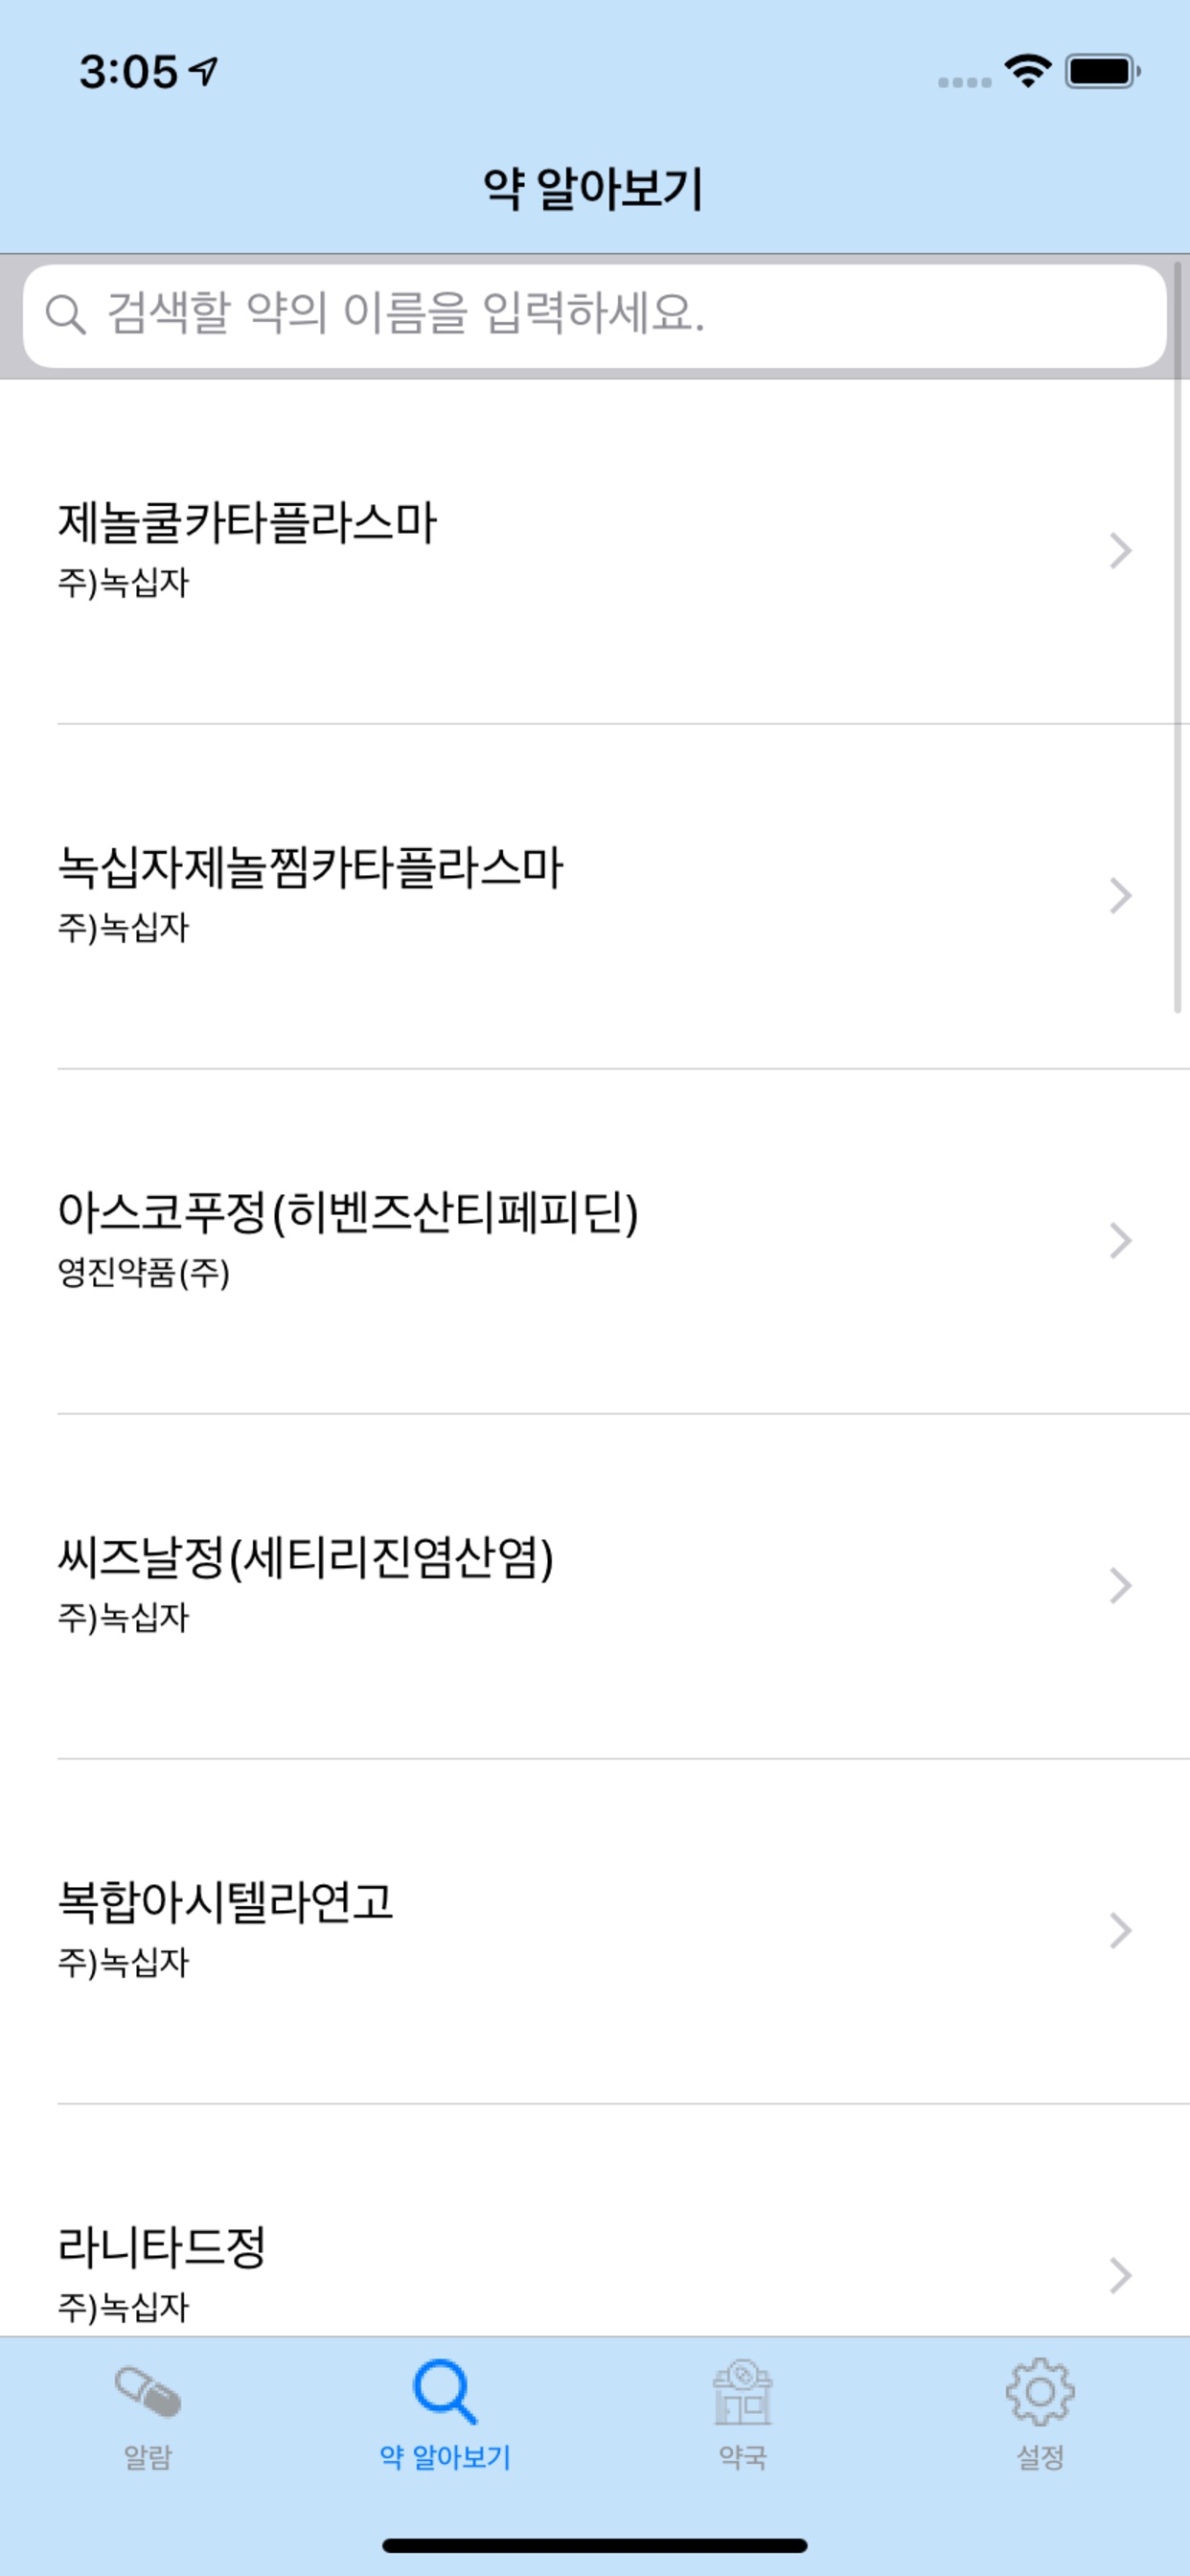 3:05
약 알아보기
검색할 약의 이름을 입력하세요.
제놀쿨카타플라스마
주)녹십자
녹십자제놀찜카타플라스마
주)녹십자
아스코푸정(히벤즈산티페피딘)
영진약품(주)
씨즈날정(세티리진염산염)
주)녹십자
복합아시텔라연고
주)녹십자
라니타드정
주)녹십자
알람 약 알아보기 약국 설정